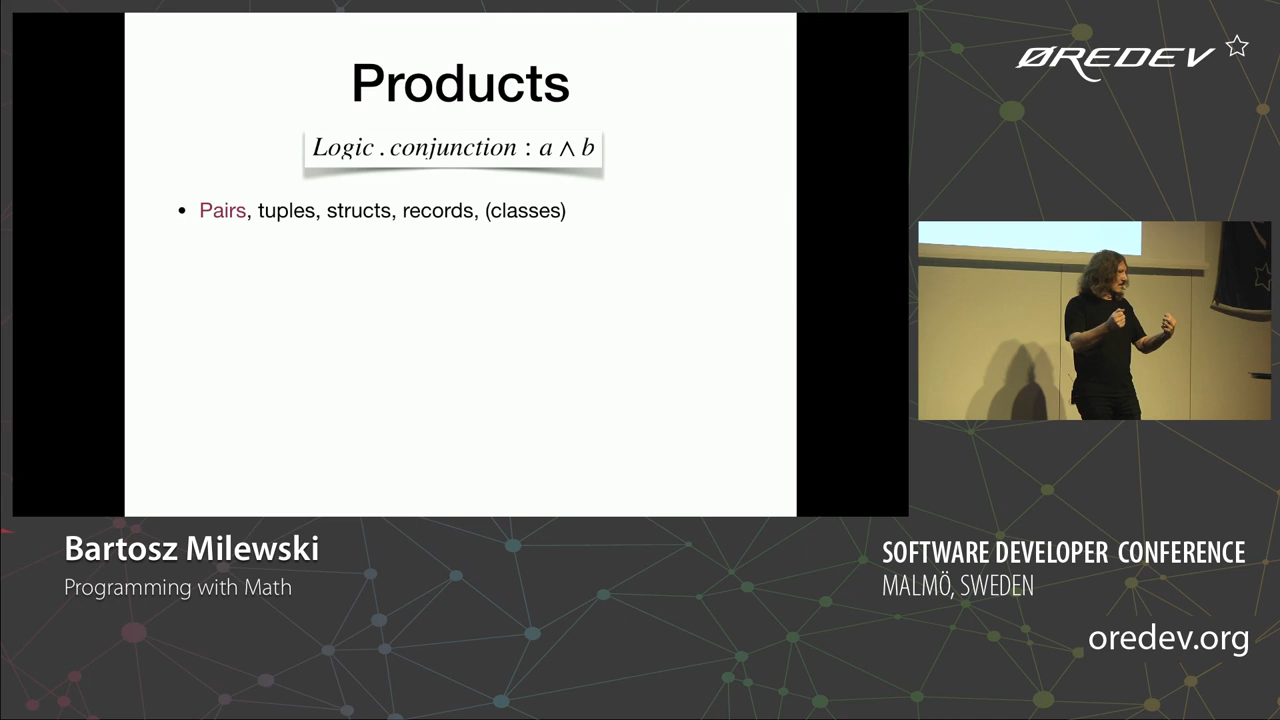 Products
Logic . conjunction : a ∧ b
• Pairs, tuples, structs, records, (classes)
ØREDEV
Bartosz Milewski
Programming with Math
SOFTWARE DEVELOPER CONFERENCE
MALMÖ, SWEDEN
oredev.org